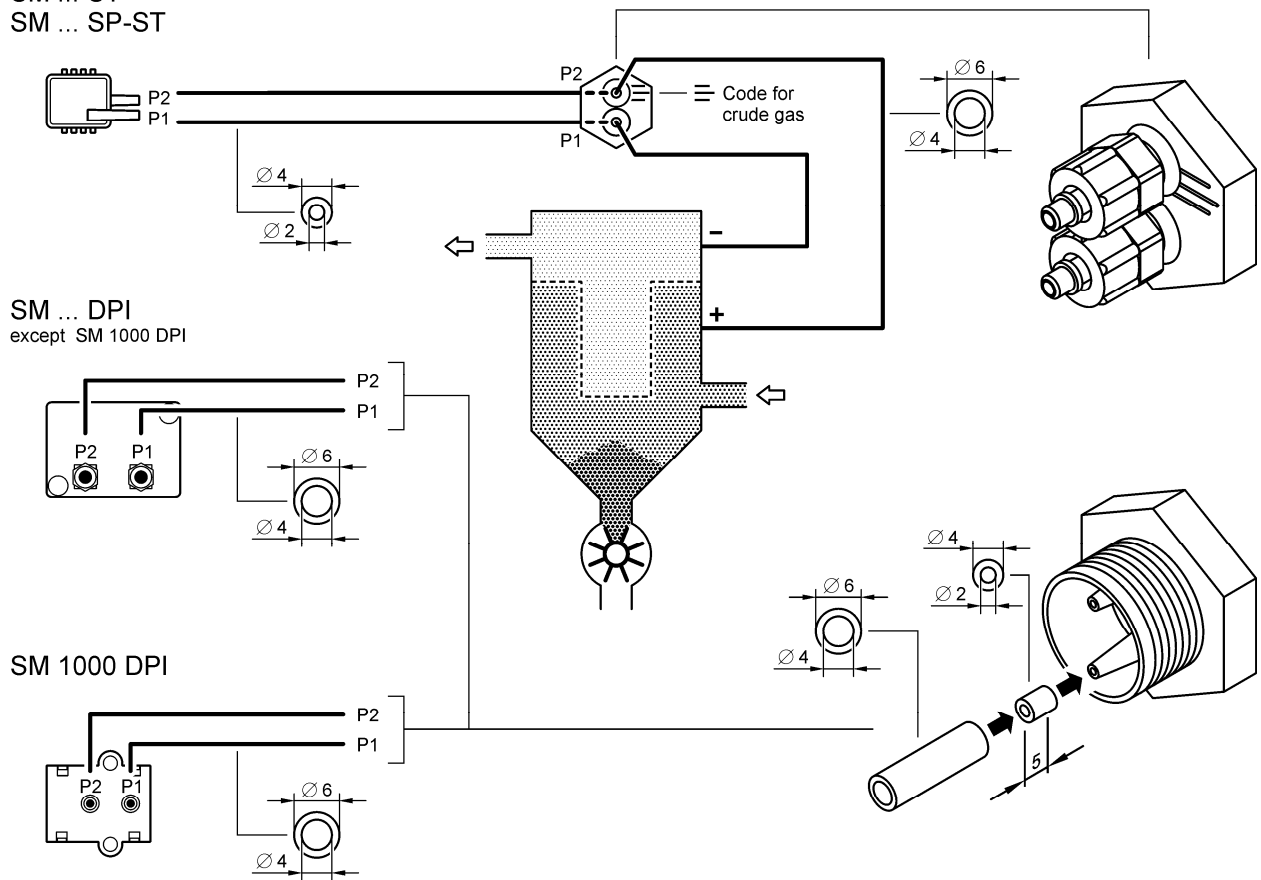 SM ... SP-ST
P2
P1
P2
P1
Code for
crude gas
∅ 6
∅ 4
∅ 4
∅ 2
–
+
SM ... DPI
except SM 1000 DPI
P2
P1
P2 P1
∅ 6
∅ 4
SM 1000 DPI
P2
P1
P2 P1
∅ 6
∅ 4
∅ 6
∅ 4
∅ 4
∅ 2
5